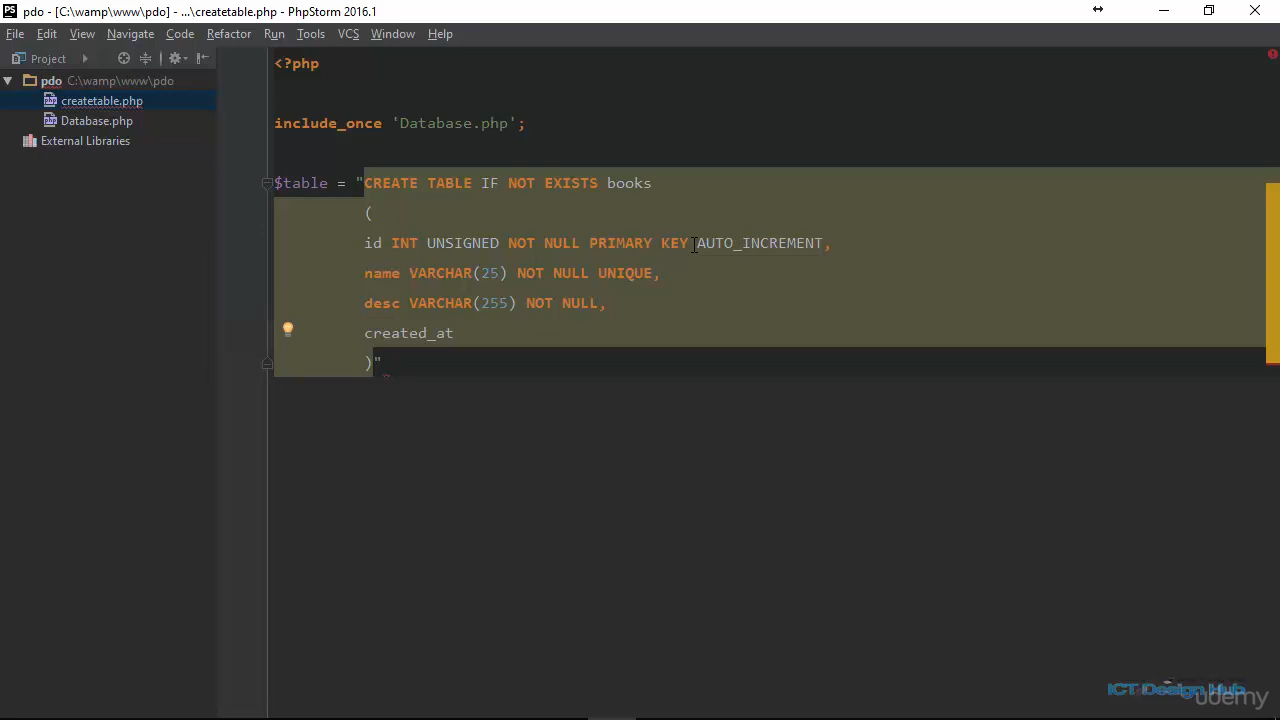 pdo - [C:\wamp\www\pdo] - ...\createtable.php - PhpStorm 2016.1
File Edit View Navigate Code Refactor Run Tools VCS Window Help
Project
pdo C:\wamp\www\pdo
createtable.php
Database.php
External Libraries
<?php
include_once 'Database.php';
$table = "CREATE TABLE IF NOT EXISTS books
(
id INT UNSIGNED NOT NULL PRIMARY KEY AUTO_INCREMENT,
name VARCHAR(25) NOT NULL UNIQUE,
desc VARCHAR(255) NOT NULL,
created_at
)"
ICT Design Hub
udemy